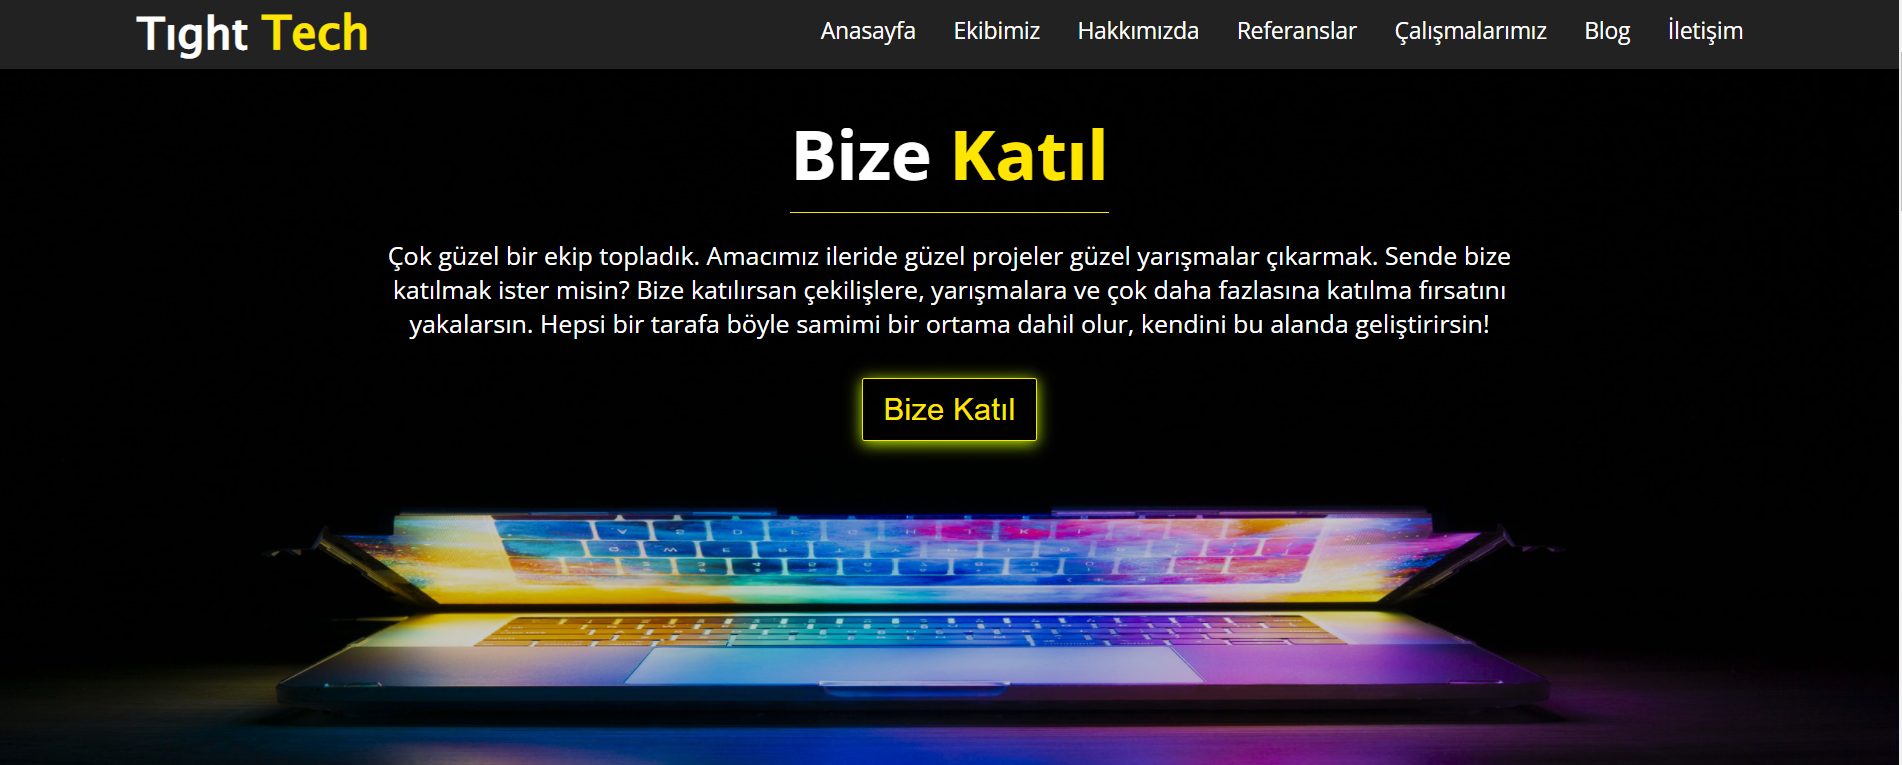 Tıght Tech
Anasayfa Ekibimiz Hakkımızda Referanslar Çalışmalarımız Blog İletişim
Bize Katıl
Çok güzel bir ekip topladık. Amacımız ileride güzel projeler güzel yarışmalar çıkarmak. Sende bize
katılmak ister misin? Bize katılırsan çekilişlere, yarışmalara ve çok daha fazlasına katılma fırsatını
yakalarsın. Hepsi bir tarafa böyle samimi bir ortama dahil olur, kendini bu alanda geliştirirsin!
Bize Katıl